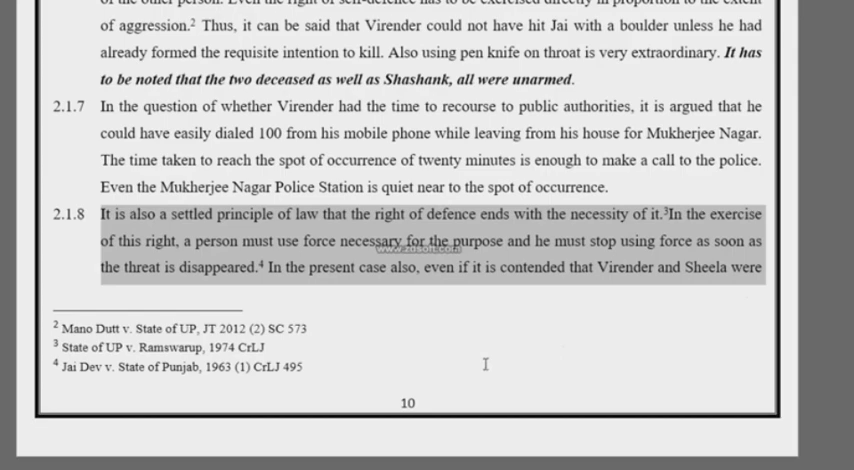 of the other person. Even the right of self-defence has to be exercised directly in proportion to the extent
of aggression.2 Thus, it can be said that Virender could not have hit Jai with a boulder unless he had
already formed the requisite intention to kill. Also using pen knife on throat is very extraordinary. It has
to be noted that the two deceased as well as Shashank, all were unarmed.
2.1.7 In the question of whether Virender had the time to recourse to public authorities, it is argued that he
could have easily dialed 100 from his mobile phone while leaving from his house for Mukherjee Nagar.
The time taken to reach the spot of occurrence of twenty minutes is enough to make a call to the police.
Even the Mukherjee Nagar Police Station is quiet near to the spot of occurrence.
2.1.8 It is also a settled principle of law that the right of defence ends with the necessity of it.3In the exercise
of this right, a person must use force necessary for the purpose and he must stop using force as soon as
the threat is disappeared.4 In the present case also, even if it is contended that Virender and Sheela were
2 Mano Dutt v. State of UP, JT 2012 (2) SC 573
3 State of UP v. Ramswarup, 1974 CrLJ
4 Jai Dev v. State of Punjab, 1963 (1) CrLJ 495
10